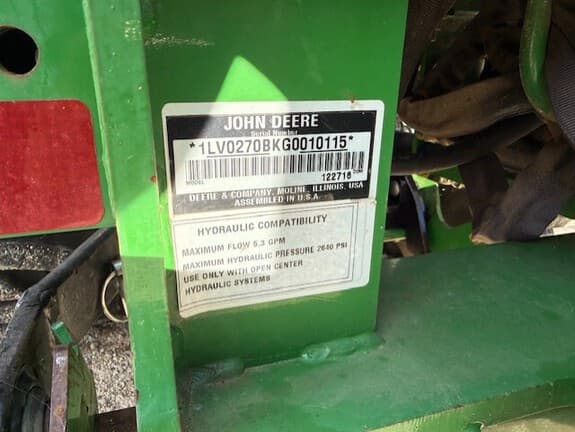 JOHN DEERE
Serial Number
*1LV0270BKG0010115*
MODEL
122716
DEERE & COMPANY, MOLINE, ILLINOIS, USA
ASSEMBLED IN U.S.A.
HYDRAULIC COMPATIBILITY
MAXIMUM FLOW 5.3 GPM
MAXIMUM HYDRAULIC PRESSURE 2640 PSI
USE ONLY WITH OPEN CENTER
HYDRAULIC SYSTEMS